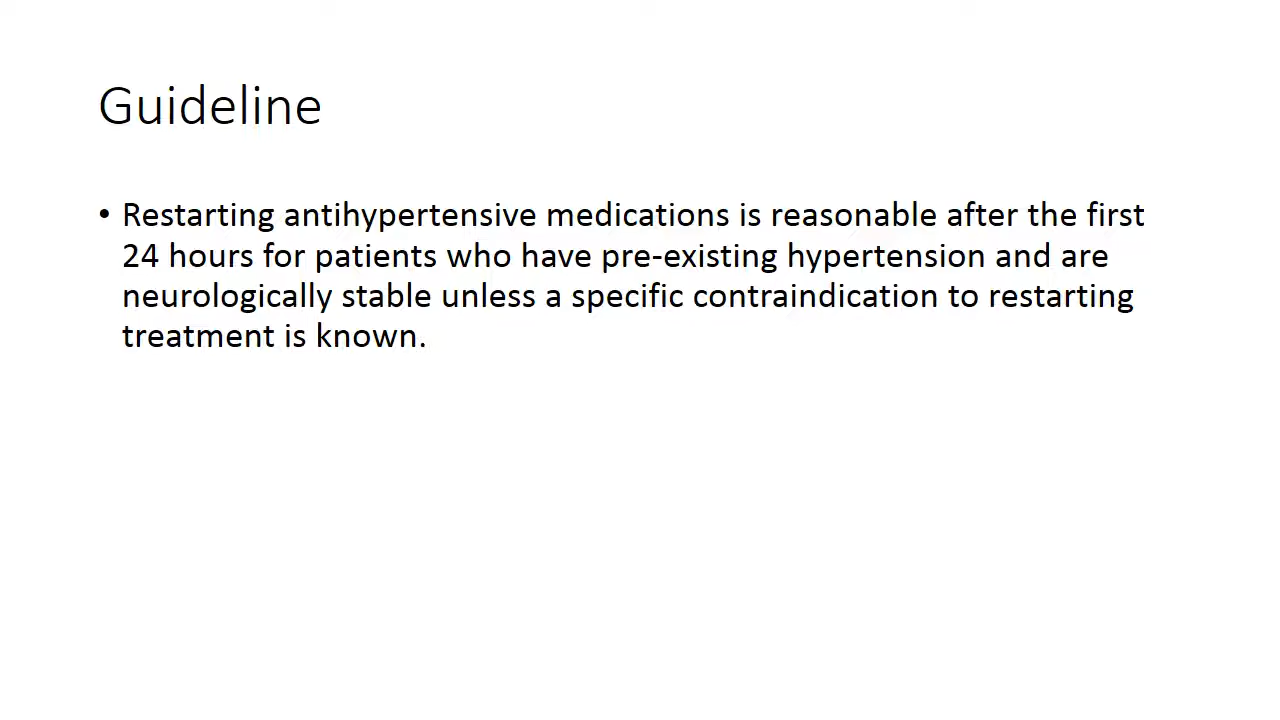 Guideline
• Restarting antihypertensive medications is reasonable after the first
24 hours for patients who have pre-existing hypertension and are
neurologically stable unless a specific contraindication to restarting
treatment is known.